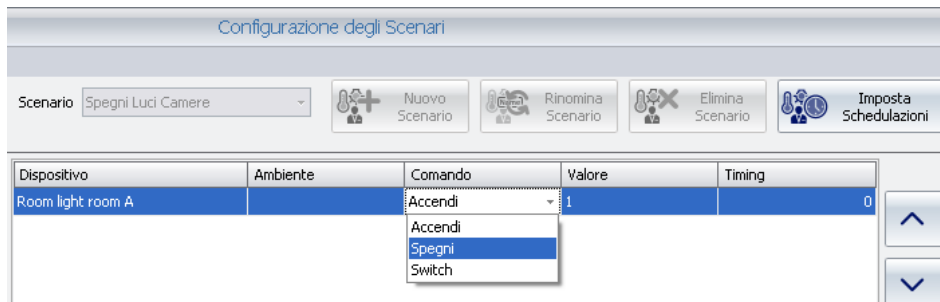 Configurazione degli Scenari
Scenario Spegni Luci Camere
Nuovo
Scenario
Rinomina
Scenario
Elimina
Scenario
Imposta
Schedulazioni
Dispositivo Ambiente Comando Valore Timing
Room light room A Accendi 1 0
Accendi
Spegni
Switch